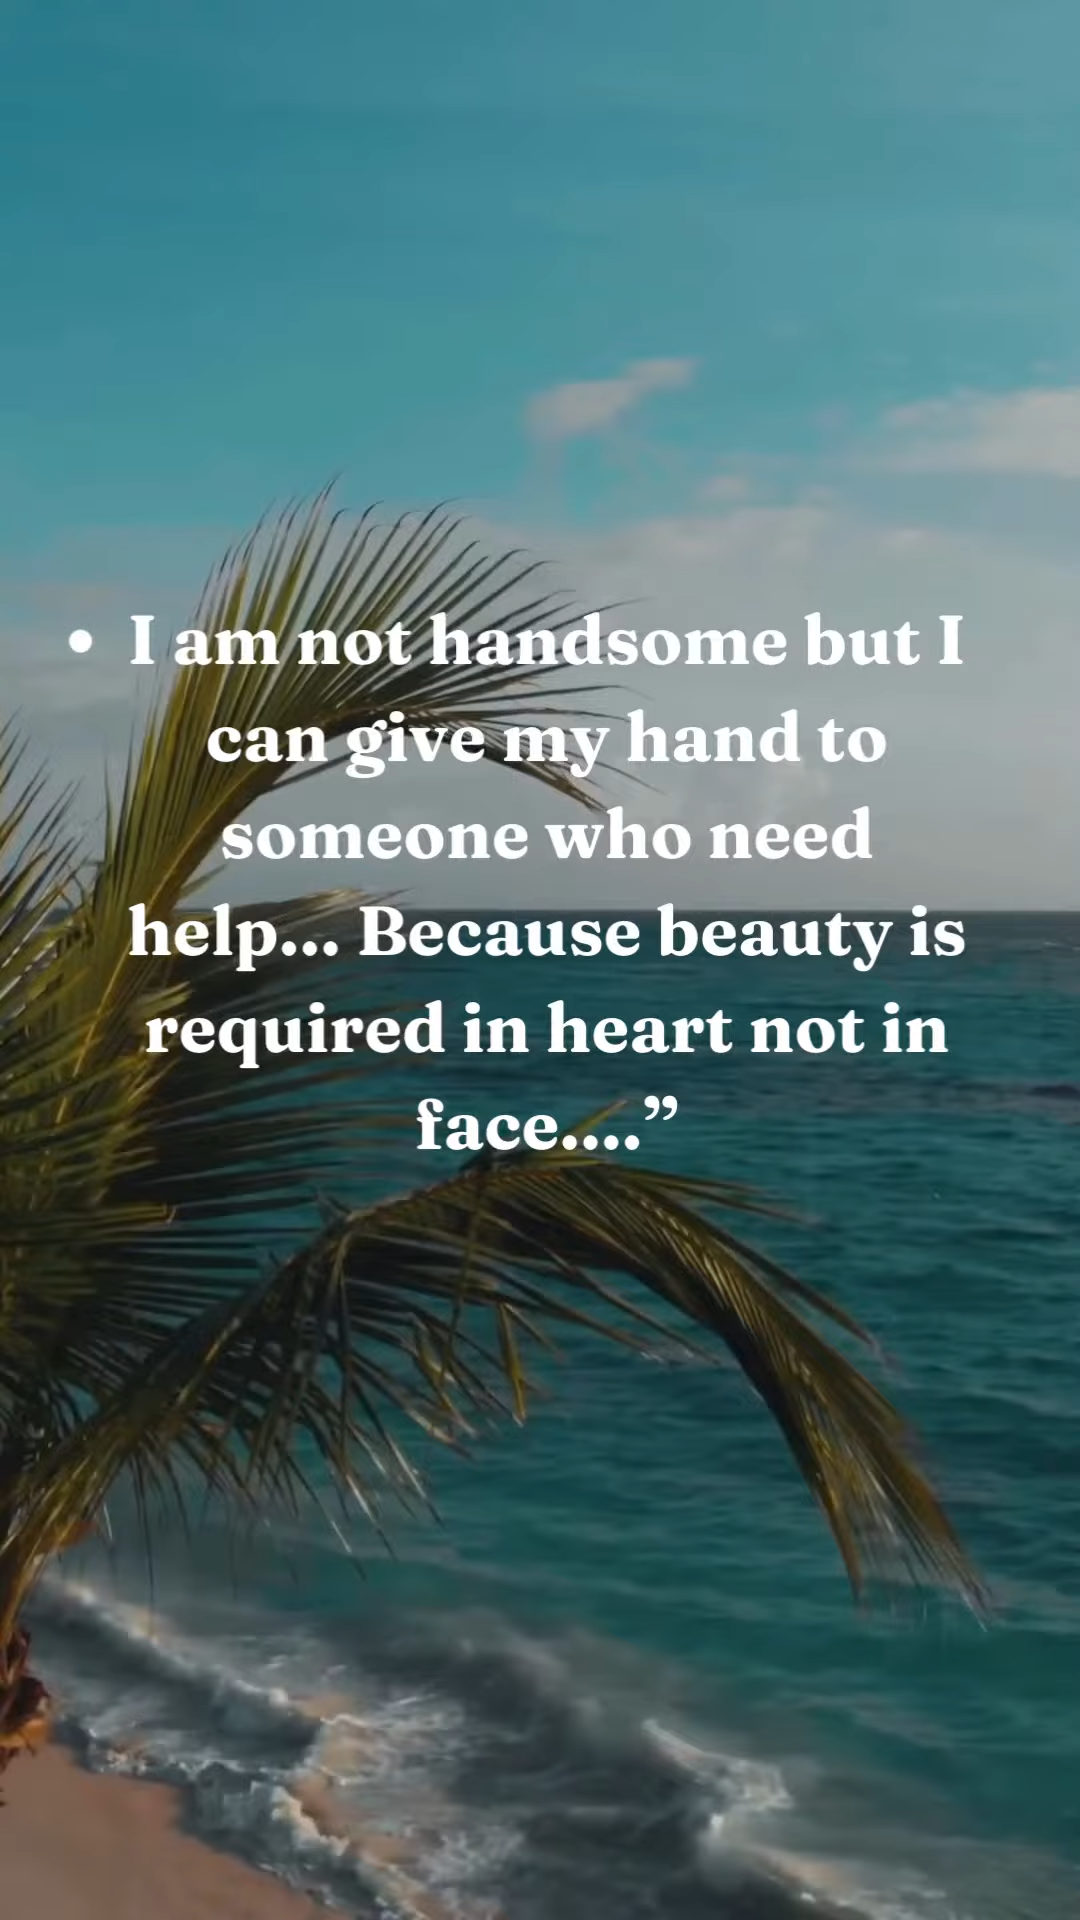 • I am not handsome but I
can give my hand to
someone who need
help... Because beauty is
required in heart not in
face....”